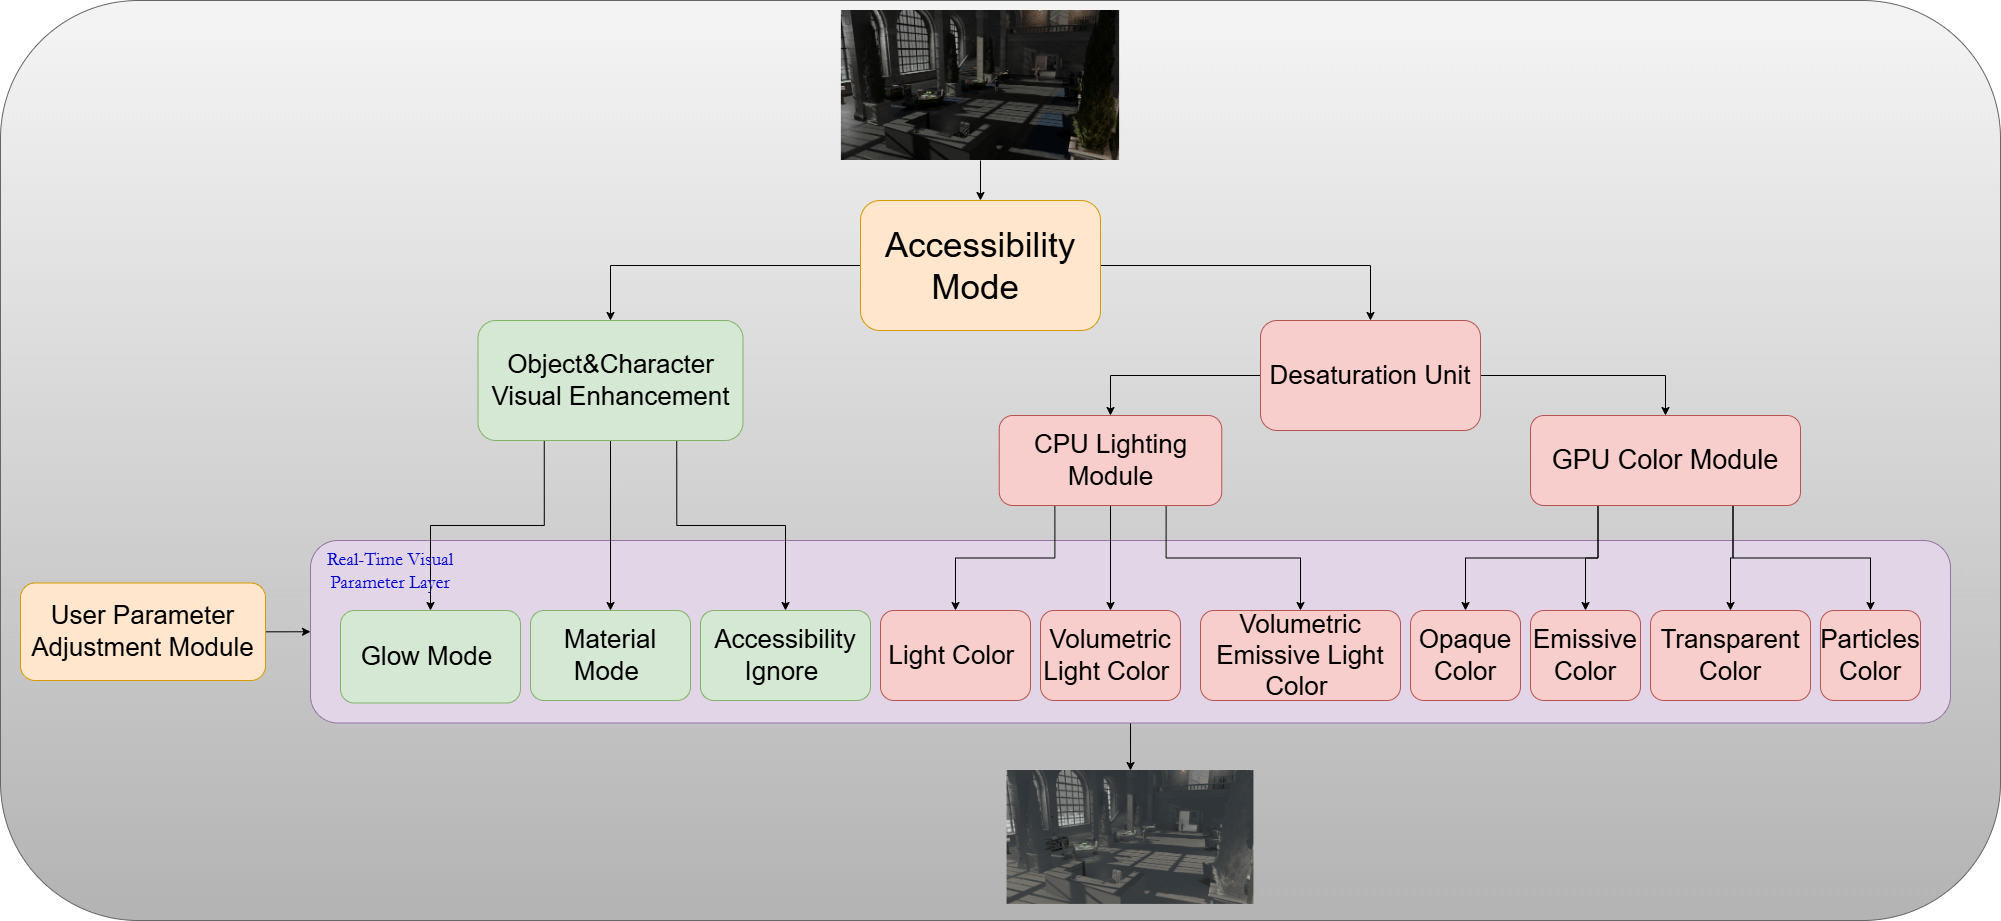 Accessibility
Mode
Object&Character
Visual Enhancement
Desaturation Unit
CPU Lighting
Module
GPU Color Module
Real-Time Visual
Parameter Layer
User Parameter
Adjustment Module
Glow Mode
Material
Mode
Accessibility
Ignore
Light Color
Volumetric
Light Color
Volumetric
Emissive Light
Color
Opaque
Color
Emissive
Color
Transparent
Color
Particles
Color